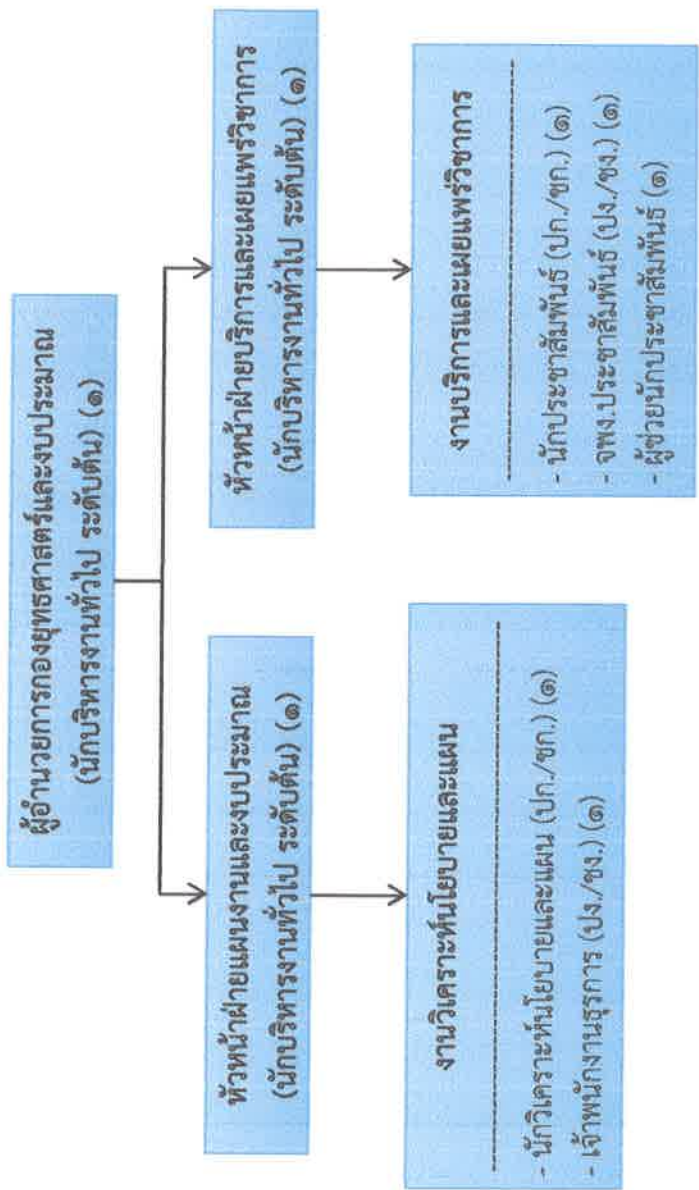 ผู้อำนวยการกองยุทธศาสตร์และงบประมาณ
(นักบริหารงานทั่วไป ระดับต้น) (๑)
หัวหน้าฝ่ายแผนงานและงบประมาณ
(นักบริหารงานทั่วไป ระดับต้น) (๑)
หัวหน้าฝ่ายบริการและเผยแพร่วิชาการ
(นักบริหารงานทั่วไป ระดับต้น) (๑)
งานวิเคราะห์นโยบายและแผน
- นักวิเคราะห์นโยบายและแผน (ปก./ชก.) (๑)
- เจ้าพนักงานธุรการ (ปง./ชง.) (๑)
งานบริการและเผยแพร่วิชาการ
- นักประชาสัมพันธ์ (ปก./ชก.) (๑)
- จพง.ประชาสัมพันธ์ (ปง./ชง.) (๑)
- ผู้ช่วยนักประชาสัมพันธ์ (๑)